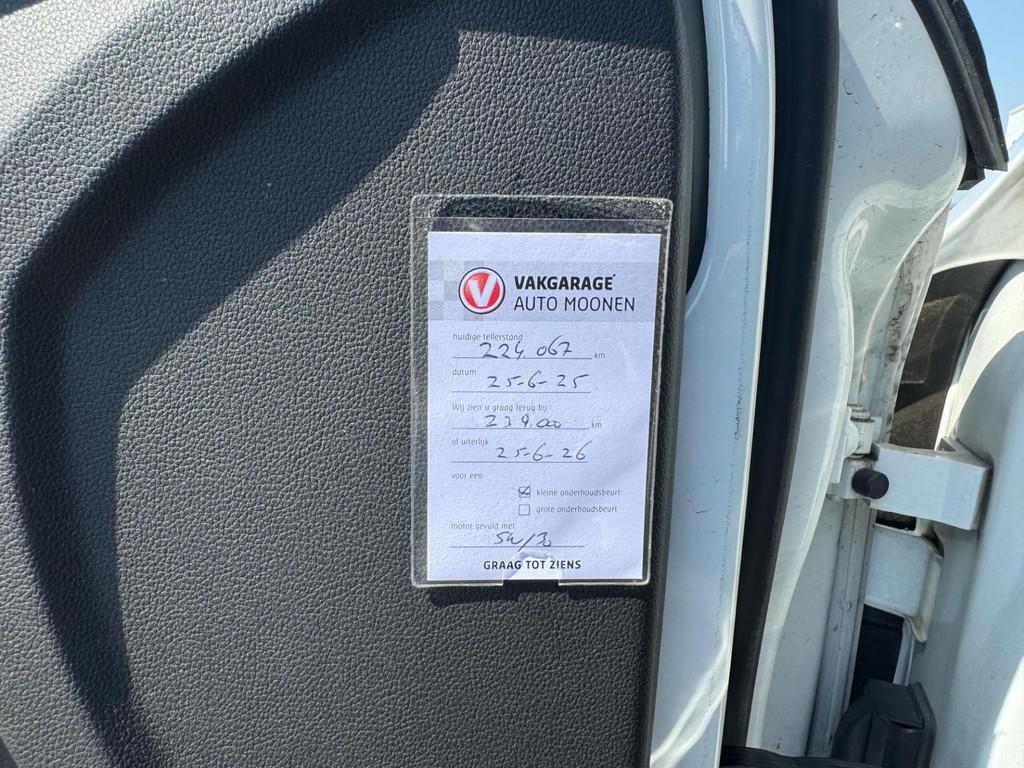 V
VAKGARAGE
AUTO MOONEN
huidige tellerstand
224.067 km
datum
25-6-25
Wij zien u graag terug bij
239.00 km
of uiterlijk
25-6-26
voor een
kleine onderhoudsbeurt
grote onderhoudsbeurt
motor gevuld met
5w/30
GRAAG TOT ZIENS